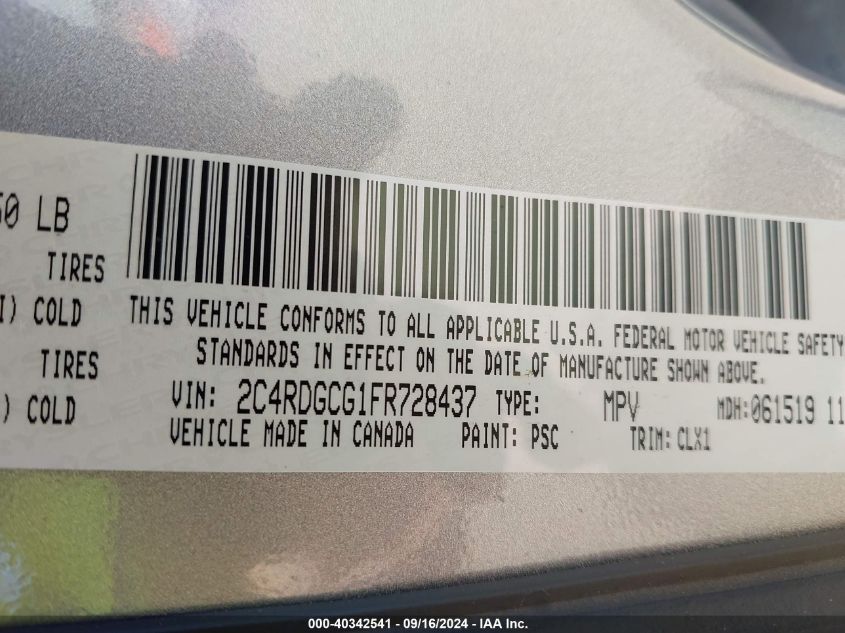 50 LB
TIRES
COLD
TIRES
COLD
THIS VEHICLE CONFORMS TO ALL APPLICABLE U.S.A. FEDERAL MOTOR VEHICLE SAFETY
STANDARDS IN EFFECT ON THE DATE OF MANUFACTURE SHOWN ABOVE.
VIN: 2C4RDGCG1FR728437 TYPE: MPV MDH: 061519 11
VEHICLE MADE IN CANADA PAINT: PSC TRIM: CLX1
000-40342541 - 09/16/2024 - IAA Inc.